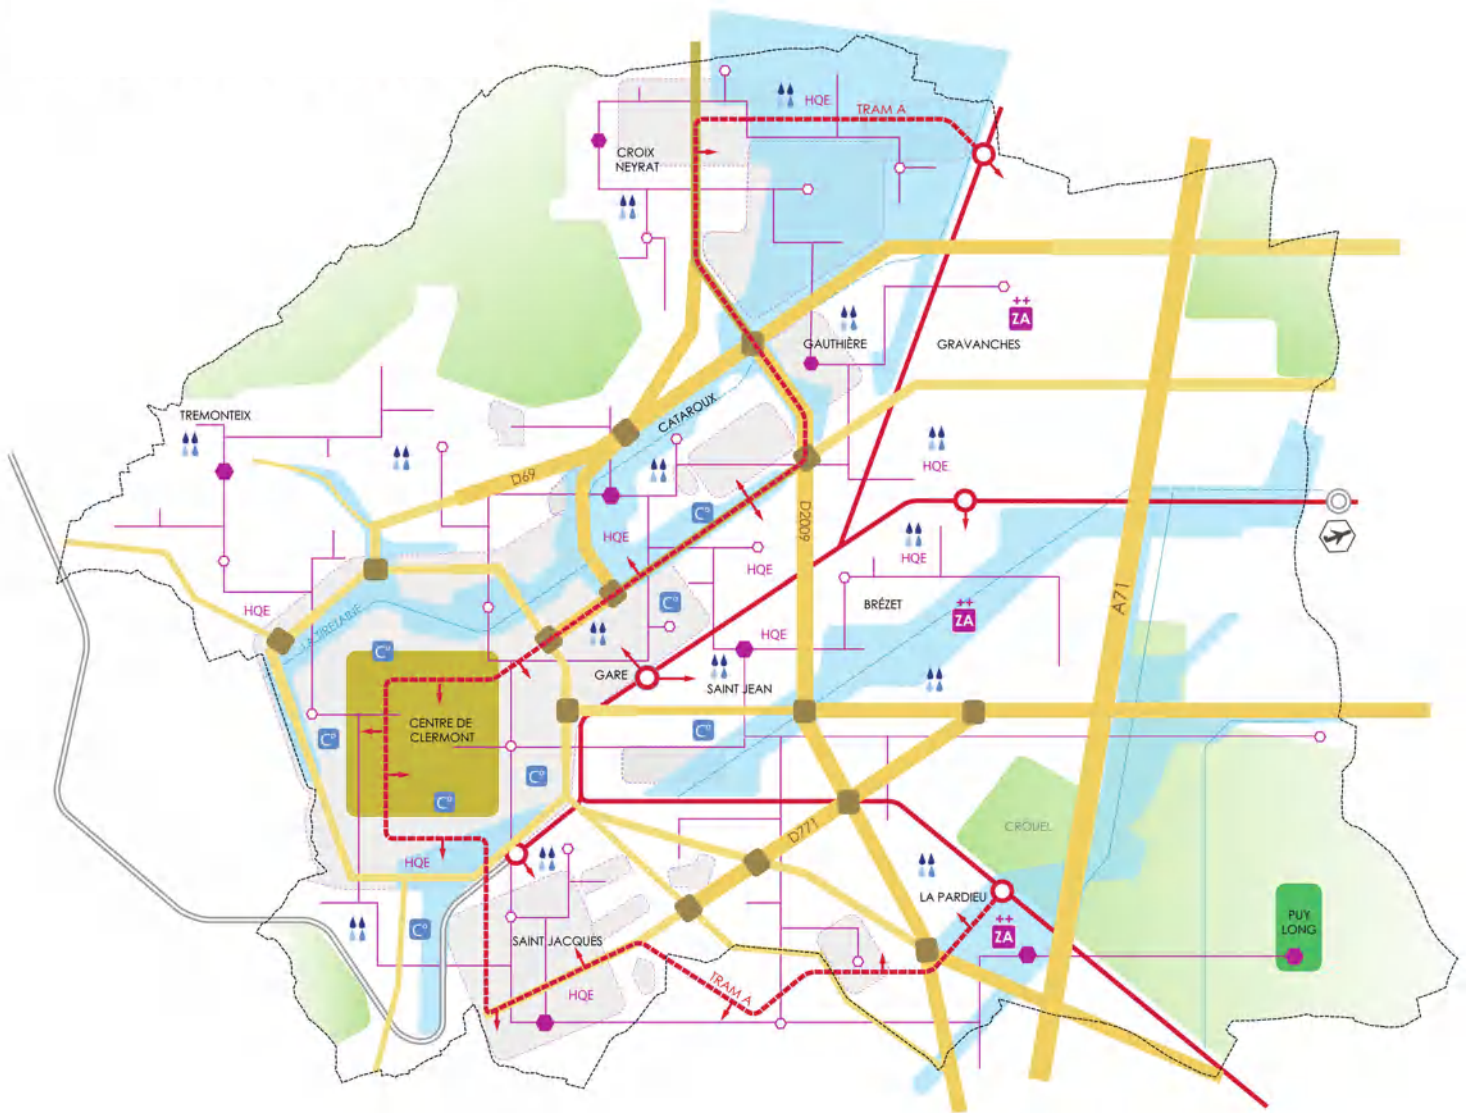 HQE
TRAM A
CROIX
NEYRAT
++
ZA
GAUTHIÈRE
GRAVANCHES
TREMONTEIX
CATAROUX
D69
HQE
C°
D2009
HQE
HQE
HQE
A71
BRÉZET
++
ZA
C°
HQE
LA TIRETAINE
HQE
C°
GARE
SAINT JEAN
CENTRE DE
CLERMONT
C°
C°
C°
C°
D771
CROUEL
HQE
LA PARDIEU
++
ZA
PUY
LONG
C°
SAINT JACQUES
TRAM A
HQE